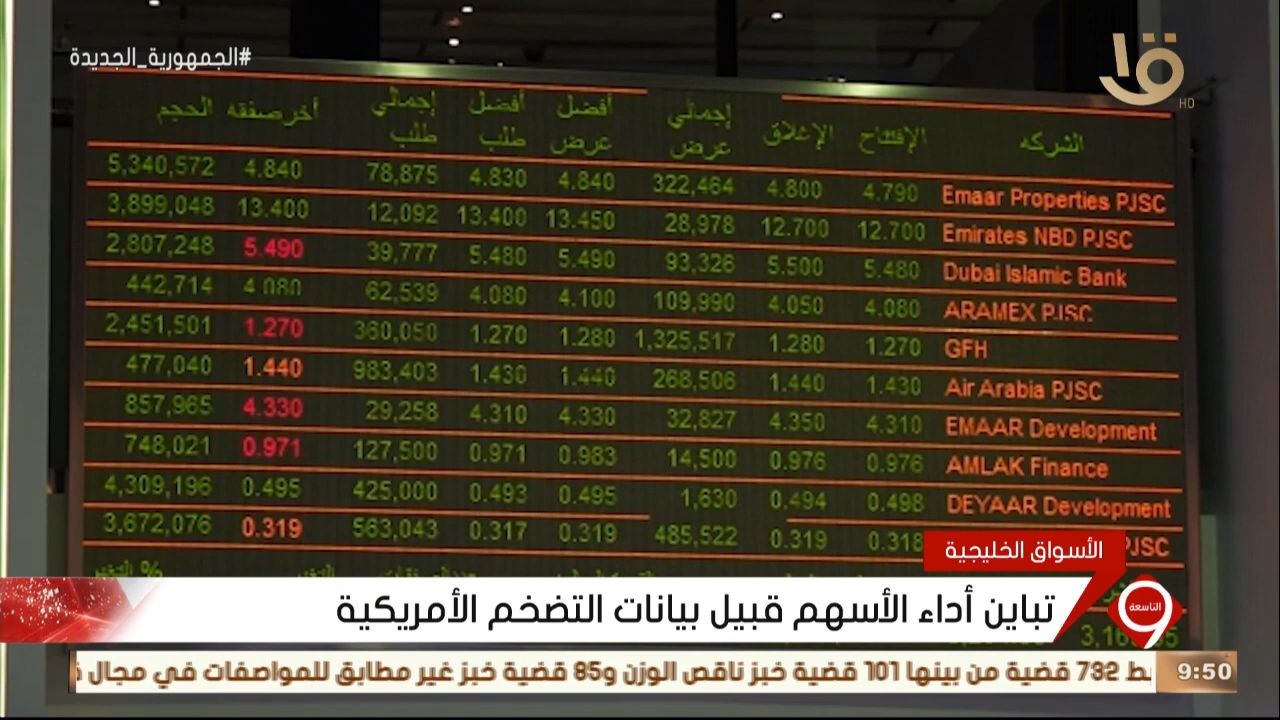 #الجمهورية_الجديدة
HD
الشركه الإفتتاح الإغلاق إجمالي عرض أفضل عرض أفضل طلب إجمالي طلب أخر صفقه الحجم
Emaar Properties PJSC 4.790 4.800 322,464 4.840 4.830 78,875 4.840 5,340,572
Emirates NBD PJSC 12.700 12.700 28,978 13.450 13.400 12,092 13.400 3,899,048
Dubai Islamic Bank 5.480 5.500 93,326 5.490 5.480 39,777 5.490 2,807,248
ARAMEX PJSC 4.080 4.050 109,990 4.100 4.080 62,539 4.080 442,714
GFH 1.270 1.280 1,325,517 1.280 1.270 360,050 1.270 2,451,501
Air Arabia PJSC 1.430 1.440 268,506 1.440 1.430 983,403 1.440 477,040
EMAAR Development 4.310 4.350 32,827 4.330 4.310 29,258 4.330 857,965
AMLAK Finance 0.976 0.976 14,500 0.983 0.971 127,500 0.971 748,021
DEYAAR Development 0.498 0.494 1,630 0.495 0.493 425,000 0.495 4,309,196
PJSC 0.318 0.319 485,522 0.319 0.317 563,043 0.319 3,672,076
الأسواق الخليجية
تباين أداء الأسهم قبيل بيانات التضخم الأمريكية
التاسعة
9
9:50
732 قضية من بينها 101 قضية خبز ناقص الوزن و85 قضية خبز غير مطابق للمواصفات في مجال